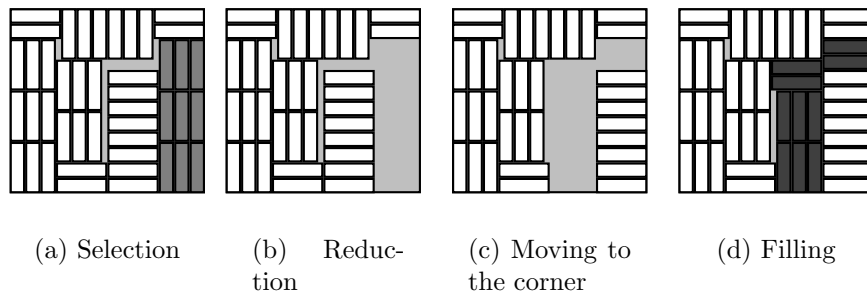 (a) Selection
(b) Reduc-
tion
(c) Moving to
the corner
(d) Filling